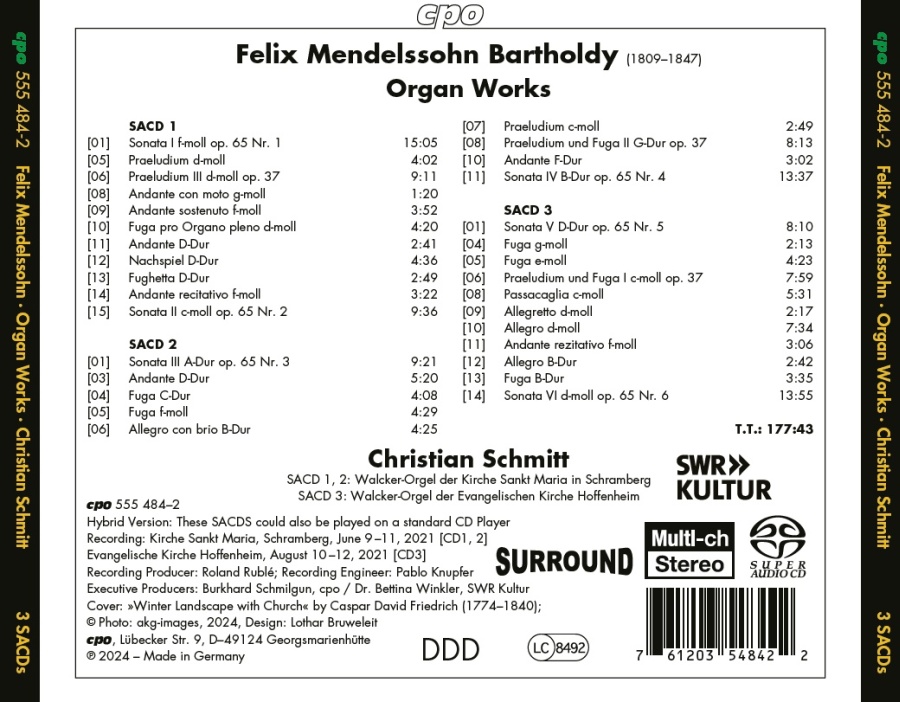 cpo
Felix Mendelssohn Bartholdy (1809–1847)
Organ Works
SACD 1
[01] Sonata I f-moll op. 65 Nr. 1 15:05
[05] Praeludium d-moll 4:02
[06] Praeludium III d-moll op. 37 9:11
[08] Andante con moto g-moll 1:20
[09] Andante sostenuto f-moll 3:52
[10] Fuga pro Organo pleno d-moll 4:20
[11] Andante D-Dur 2:41
[12] Nachspiel D-Dur 4:36
[13] Fughetta D-Dur 2:49
[14] Andante recitativo f-moll 3:22
[15] Sonata II c-moll op. 65 Nr. 2 9:36
SACD 2
[01] Sonata III A-Dur op. 65 Nr. 3 9:21
[03] Andante D-Dur 5:20
[04] Fuga C-Dur 4:08
[05] Fuga f-moll 4:29
[06] Allegro con brio B-Dur 4:25
[07] Praeludium c-moll 2:49
[08] Praeludium und Fuga II G-Dur op. 37 8:13
[10] Andante F-Dur 3:02
[11] Sonata IV B-Dur op. 65 Nr. 4 13:37
SACD 3
[01] Sonata V D-Dur op. 65 Nr. 5 8:10
[04] Fuga g-moll 2:13
[05] Fuga e-moll 4:23
[06] Praeludium und Fuga I c-moll op. 37 7:59
[08] Passacaglia c-moll 5:31
[09] Allegretto d-moll 2:17
[10] Allegro d-moll 7:34
[11] Andante rezitativo f-moll 3:06
[12] Allegro B-Dur 2:42
[13] Fuga B-Dur 3:35
[14] Sonata VI d-moll op. 65 Nr. 6 13:55
T.T.: 177:43
Christian Schmitt
SACD 1, 2: Walcker-Orgel der Kirche Sankt Maria in Schramberg
SACD 3: Walcker-Orgel der Evangelischen Kirche Hoffenheim
SWR»
KULTUR
cpo 555 484–2
Hybrid Version: These SACDS could also be played on a standard CD Player
Recording: Kirche Sankt Maria, Schramberg, June 9–11, 2021 [CD1, 2]
Evangelische Kirche Hoffenheim, August 10–12, 2021 [CD3]
Recording Producer: Roland Rublé; Recording Engineer: Pablo Knupfer
Executive Producers: Burkhard Schmilgun, cpo / Dr. Bettina Winkler, SWR Kultur
Cover: »Winter Landscape with Church« by Caspar David Friedrich (1774–1840);
© Photo: akg-images, 2024, Design: Lothar Bruweleit
cpo, Lübecker Str. 9, D–49124 Georgsmarienhütte
℗ 2024 – Made in Germany
SURROUND
Multi-ch
Stereo
SUPER
AUDIO CD
DDD
LC 8492
7 61203 54842 2
cpo 555 484-2 Felix Mendelssohn · Organ Works · Christian Schmitt 3 SACDs
cpo 555 484-2 Felix Mendelssohn · Organ Works · Christian Schmitt 3 SACDs